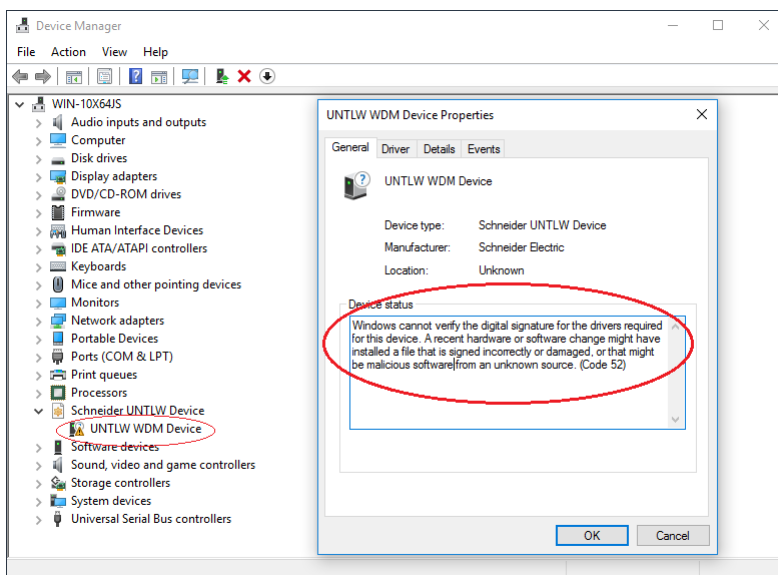 Device Manager
File Action View Help
WIN-10X64JS
Audio inputs and outputs
Computer
Disk drives
Display adapters
DVD/CD-ROM drives
Firmware
Human Interface Devices
IDE ATA/ATAPI controllers
Keyboards
Mice and other pointing devices
Monitors
Network adapters
Portable Devices
Ports (COM & LPT)
Print queues
Processors
Schneider UNTLW Device
UNTLW WDM Device
Software devices
Sound, video and game controllers
Storage controllers
System devices
Universal Serial Bus controllers
UNTLW WDM Device Properties
General Driver Details Events
UNTLW WDM Device
Device type: Schneider UNTLW Device
Manufacturer: Schneider Electric
Location: Unknown
Device status
Windows cannot verify the digital signature for the drivers required
for this device. A recent hardware or software change might have
installed a file that is signed incorrectly or damaged, or that might
be malicious software from an unknown source. (Code 52)
OK Cancel